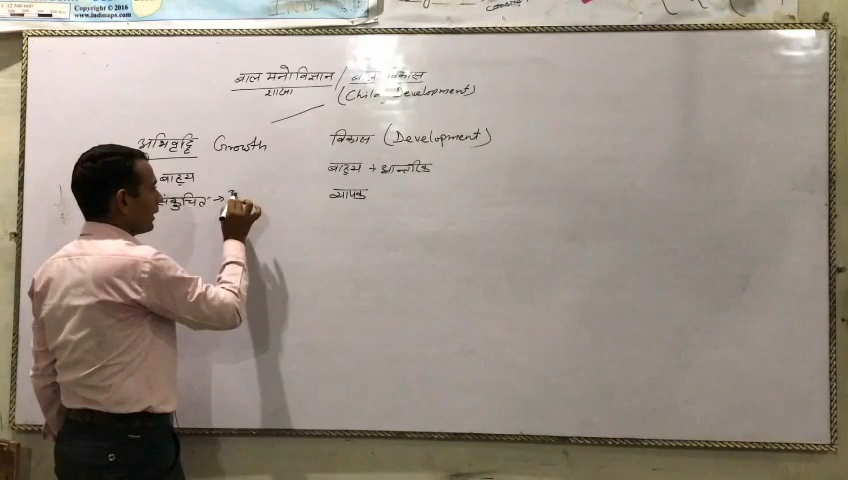 Copyright © 2016
www.indmaps.com
बाल मनोविज्ञान / बाल विकास
शाखा (Child Development)
अभिवृद्धि Growth विकास (Development)
बाह्य बाह्य + आन्तरिक
संकुचित → व्यापक